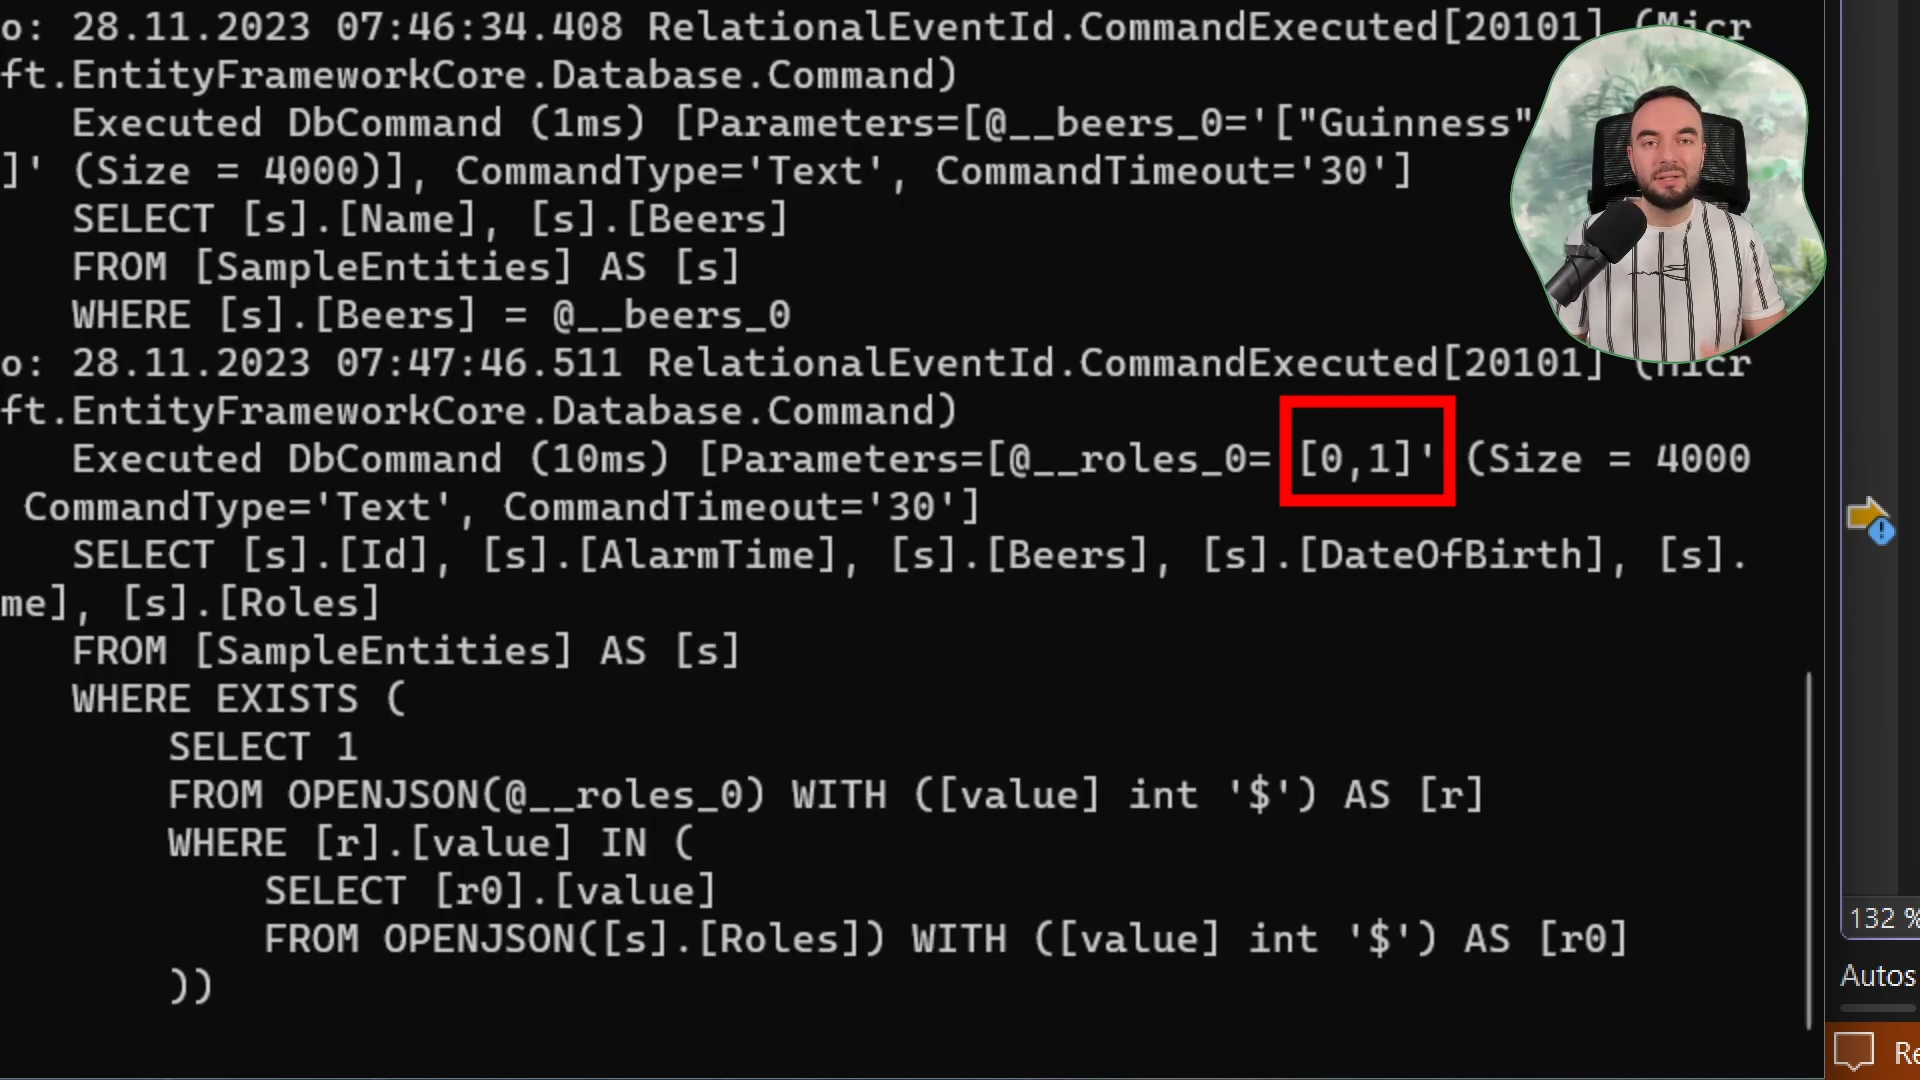 o: 28.11.2023 07:46:34.408 RelationalEventId.CommandExecuted[20101] (Micr
ft.EntityFrameworkCore.Database.Command)
Executed DbCommand (1ms) [Parameters=[@__beers_0='["Guinness"
]' (Size = 4000)], CommandType='Text', CommandTimeout='30']
SELECT [s].[Name], [s].[Beers]
FROM [SampleEntities] AS [s]
WHERE [s].[Beers] = @__beers_0
o: 28.11.2023 07:47:46.511 RelationalEventId.CommandExecuted[20101] (Micr
ft.EntityFrameworkCore.Database.Command)
Executed DbCommand (10ms) [Parameters=[@__roles_0= [0,1]' (Size = 4000
CommandType='Text', CommandTimeout='30']
SELECT [s].[Id], [s].[AlarmTime], [s].[Beers], [s].[DateOfBirth], [s].
me], [s].[Roles]
FROM [SampleEntities] AS [s]
WHERE EXISTS (
SELECT 1
FROM OPENJSON(@__roles_0) WITH ([value] int '$') AS [r]
WHERE [r].[value] IN (
SELECT [r0].[value]
FROM OPENJSON([s].[Roles]) WITH ([value] int '$') AS [r0]
))
132 %
Autos
Re